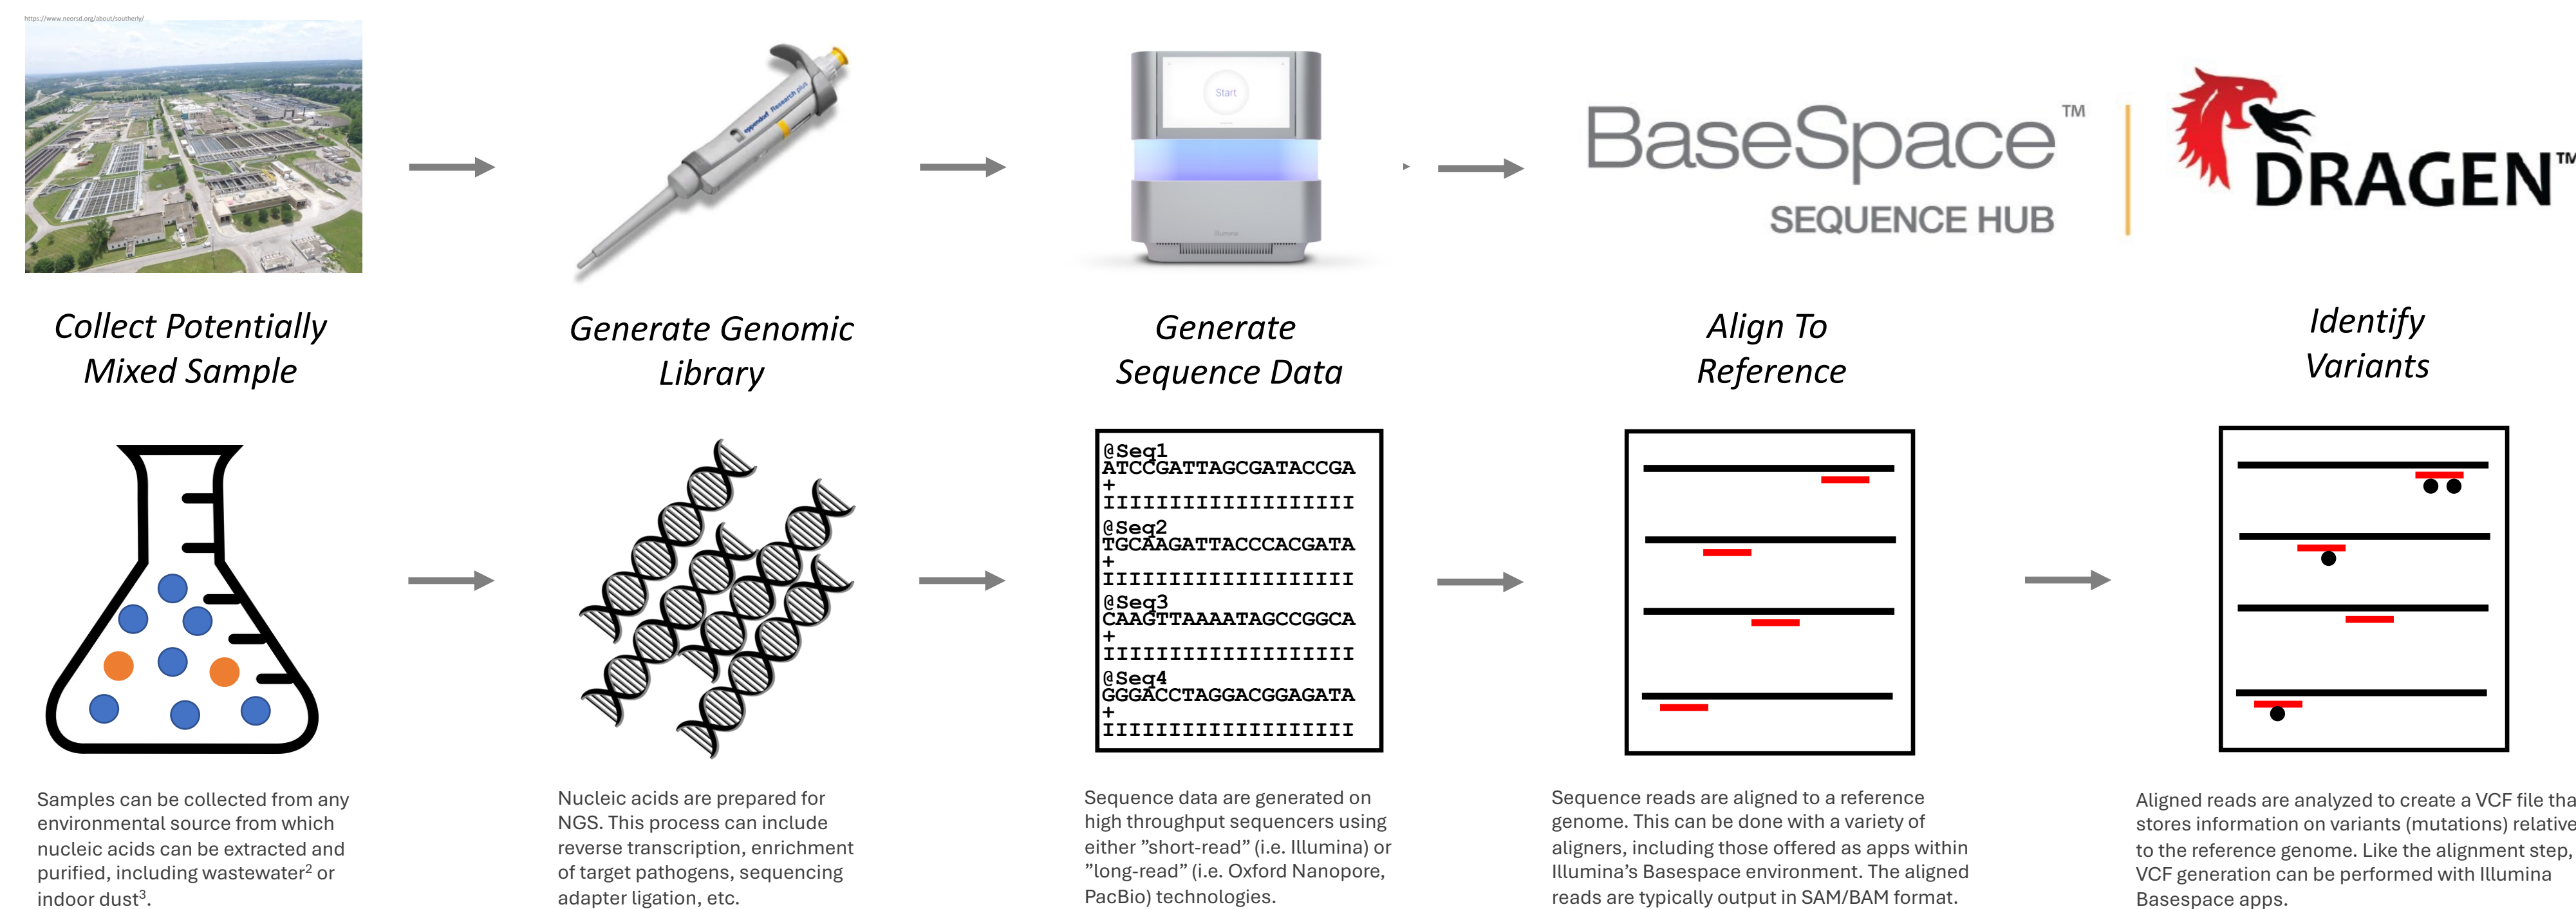 https://www.neorsd.org/about/southerly/
eppendorf Research plus
Start
illumina
BaseSpace™
SEQUENCE HUB
DRAGEN™
Collect Potentially
Mixed Sample
Generate Genomic
Library
Generate
Sequence Data
Align To
Reference
Identify
Variants
@Seq1
ATCCGATTAGCGATACCGA
+
IIIIIIIIIIIIIIIIIII
@Seq2
TGCAAGATTACCCACGATA
+
IIIIIIIIIIIIIIIIIII
@Seq3
CAAGTTAAAATAGCCGGCA
+
IIIIIIIIIIIIIIIIIII
@Seq4
GGGACCTAGGACGGAGATA
+
IIIIIIIIIIIIIIIIIII
Samples can be collected from any
environmental source from which
nucleic acids can be extracted and
purified, including wastewater² or
indoor dust³.
Nucleic acids are prepared for
NGS. This process can include
reverse transcription, enrichment
of target pathogens, sequencing
adapter ligation, etc.
Sequence data are generated on
high throughput sequencers using
either ”short-read” (i.e. Illumina) or
”long-read” (i.e. Oxford Nanopore,
PacBio) technologies.
Sequence reads are aligned to a reference
genome. This can be done with a variety of
aligners, including those offered as apps within
Illumina’s Basespace environment. The aligned
reads are typically output in SAM/BAM format.
Aligned reads are analyzed to create a VCF file tha
stores information on variants (mutations) relative
to the reference genome. Like the alignment step,
VCF generation can be performed with Illumina
Basespace apps.